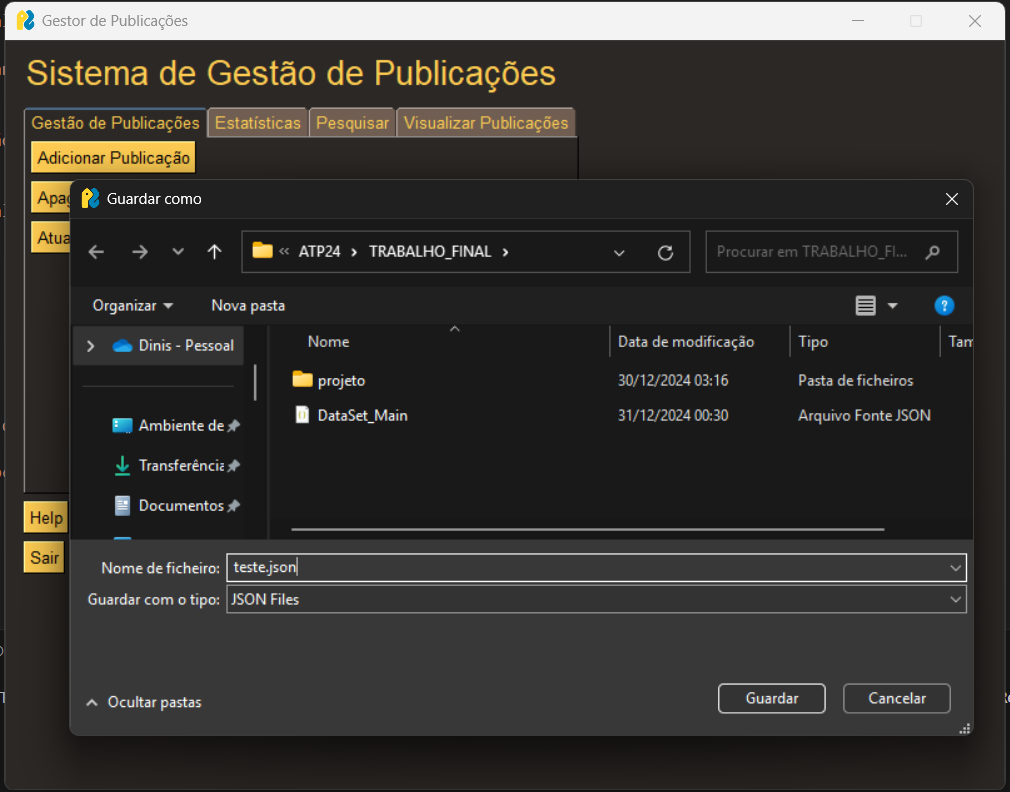 Gestor de Publicações
Sistema de Gestão de Publicações
Gestão de Publicações Estatísticas Pesquisar Visualizar Publicações
Adicionar Publicação
Apag
Atua
Guardar como
« ATP24 › TRABALHO_FINAL ›
Procurar em TRABALHO_FI...
Organizar Nova pasta
?
Dinis - Pessoal
Nome Data de modificação Tipo Tam
projeto 30/12/2024 03:16 Pasta de ficheiros
DataSet_Main 31/12/2024 00:30 Arquivo Fonte JSON
Ambiente de
Transferência
Documentos
Help
Sair
Nome de ficheiro: teste.json
Guardar com o tipo: JSON Files
Ocultar pastas
Guardar Cancelar